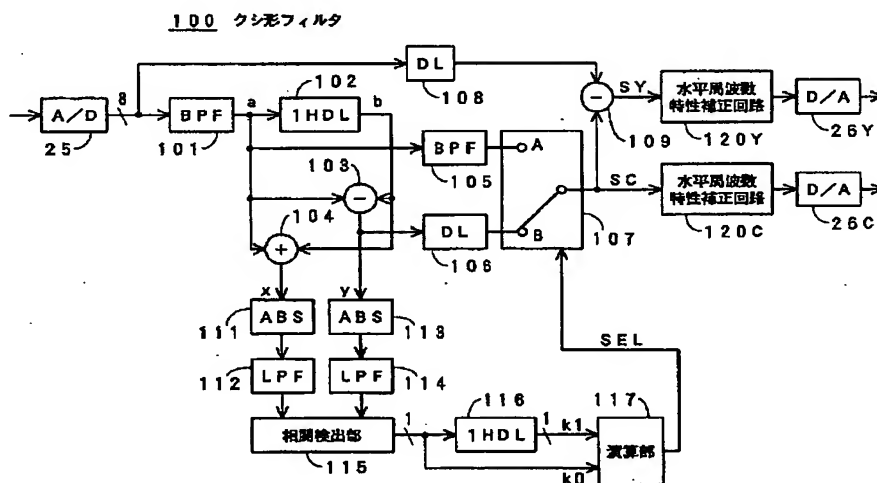 100 クシ形フィルタ
DL
108
A/D
25
8
BPF
101
a
102
1HDL
b
SY
109
水平周波数
特性補正回路
120Y
D/A
26Y
103
−
BPF
105
A
SC
水平周波数
特性補正回路
120C
D/A
26C
104
+
DL
106
B
107
x
y
ABS
111
ABS
113
SEL
LPF
112
LPF
114
116
117
相関検出部
115
1
1HDL
1
k1
演算部
k0